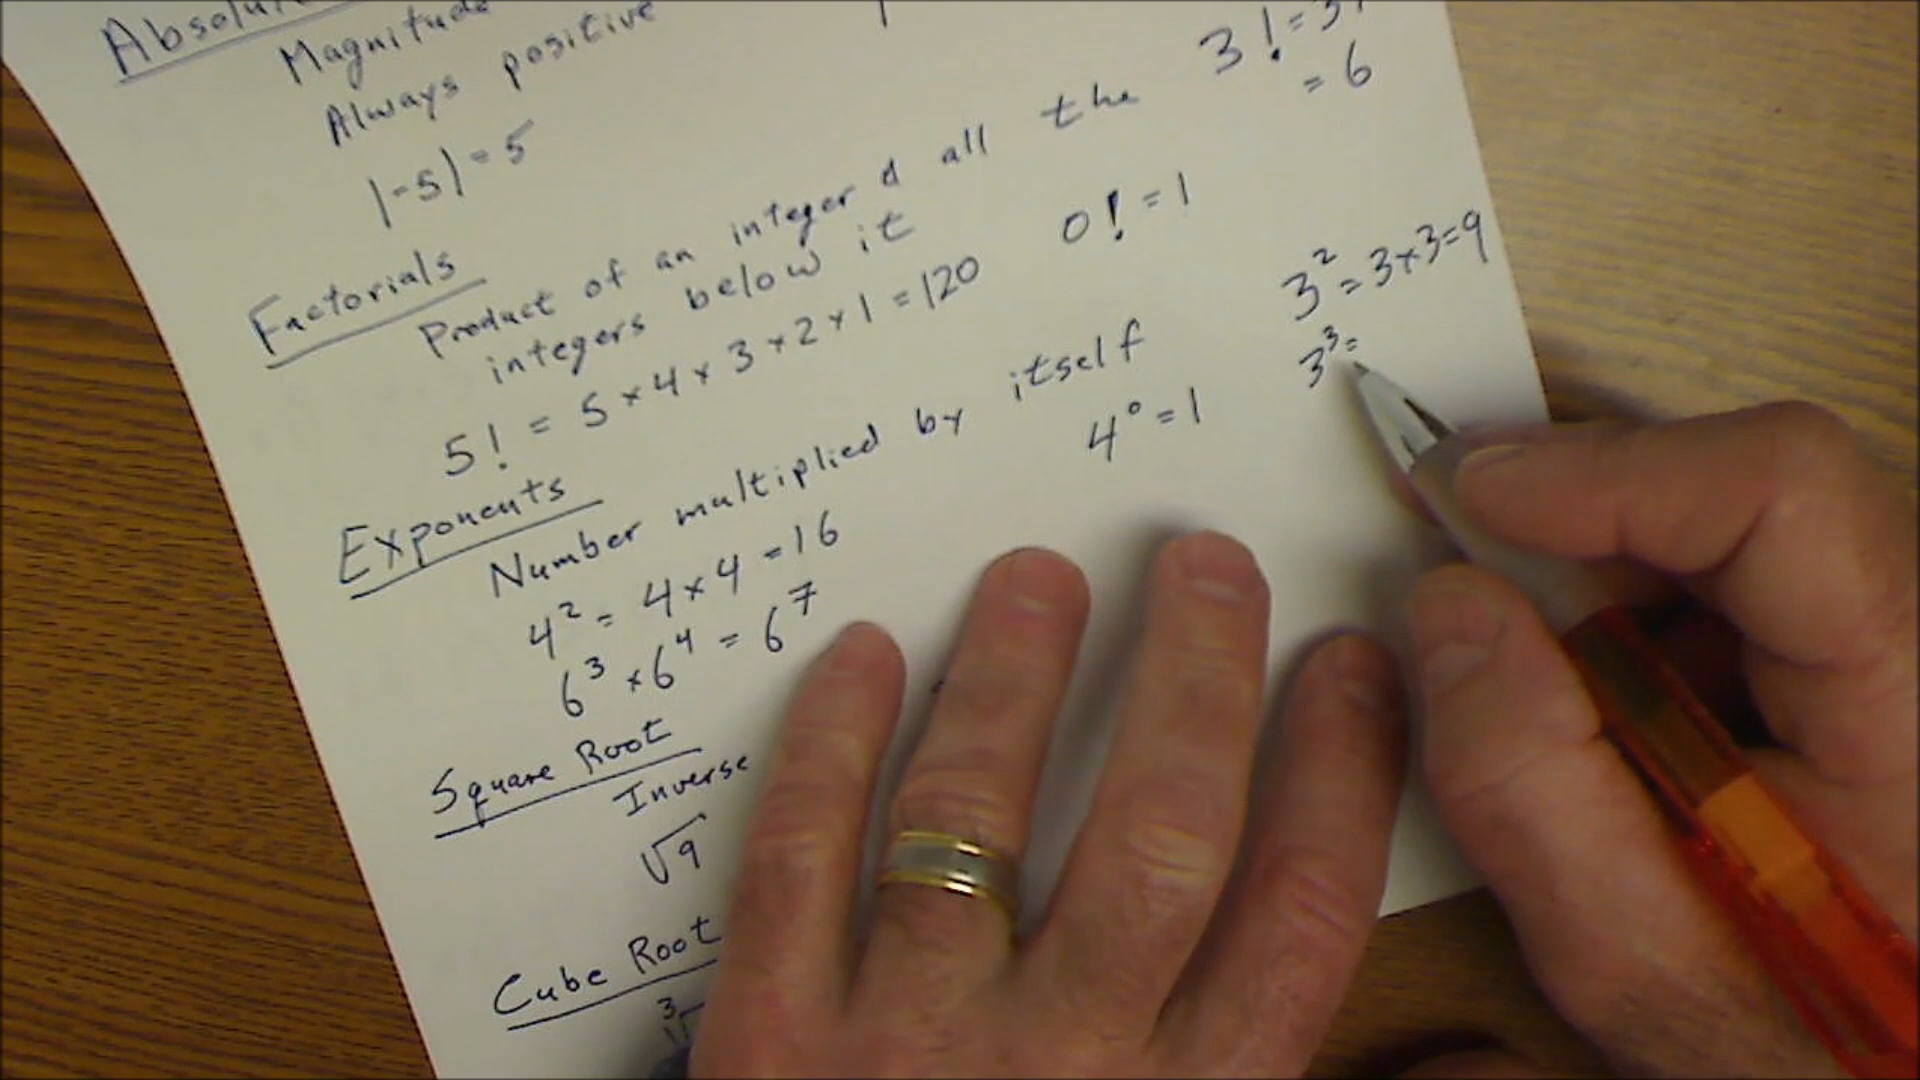 Magnitude
Always positive
|-5| = 5
3! = 3
= 6
Factorials
Product of an integer & all the
integers below it
5! = 5 x 4 x 3 x 2 x 1 = 120
0! = 1
Exponents
Number multiplied by itself
4² = 4 x 4 = 16
4⁰ = 1
6³ x 6⁴ = 6⁷
3² = 3 x 3 = 9
3³ =
Square Root
Inverse
√9
Cube Root
3√